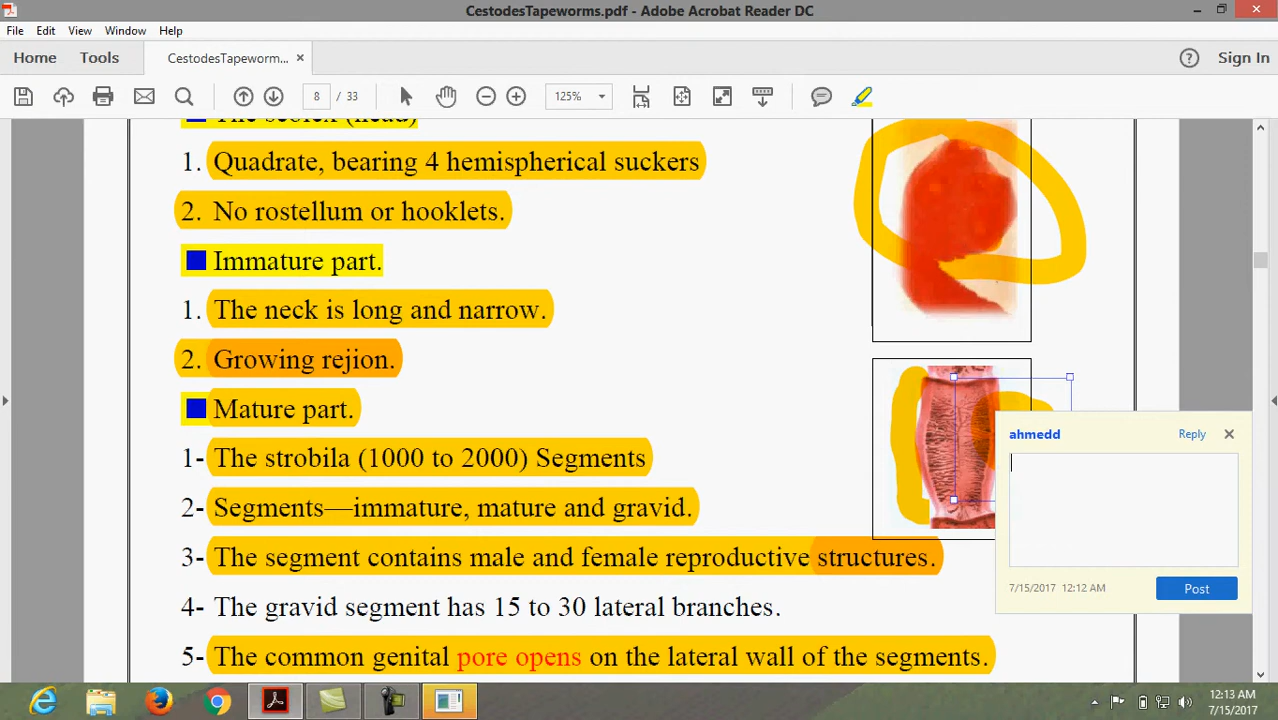 CestodesTapeworms.pdf - Adobe Acrobat Reader DC
File Edit View Window Help
Home Tools CestodesTapeworm... × Sign In
8 / 33 125%
The scolex (head)
1. Quadrate, bearing 4 hemispherical suckers
2. No rostellum or hooklets.
Immature part.
1. The neck is long and narrow.
2. Growing rejion.
Mature part.
1- The strobila (1000 to 2000) Segments
2- Segments—immature, mature and gravid.
3- The segment contains male and female reproductive structures.
4- The gravid segment has 15 to 30 lateral branches.
5- The common genital pore opens on the lateral wall of the segments.
ahmedd Reply
7/15/2017 12:12 AM Post
12:13 AM
7/15/2017